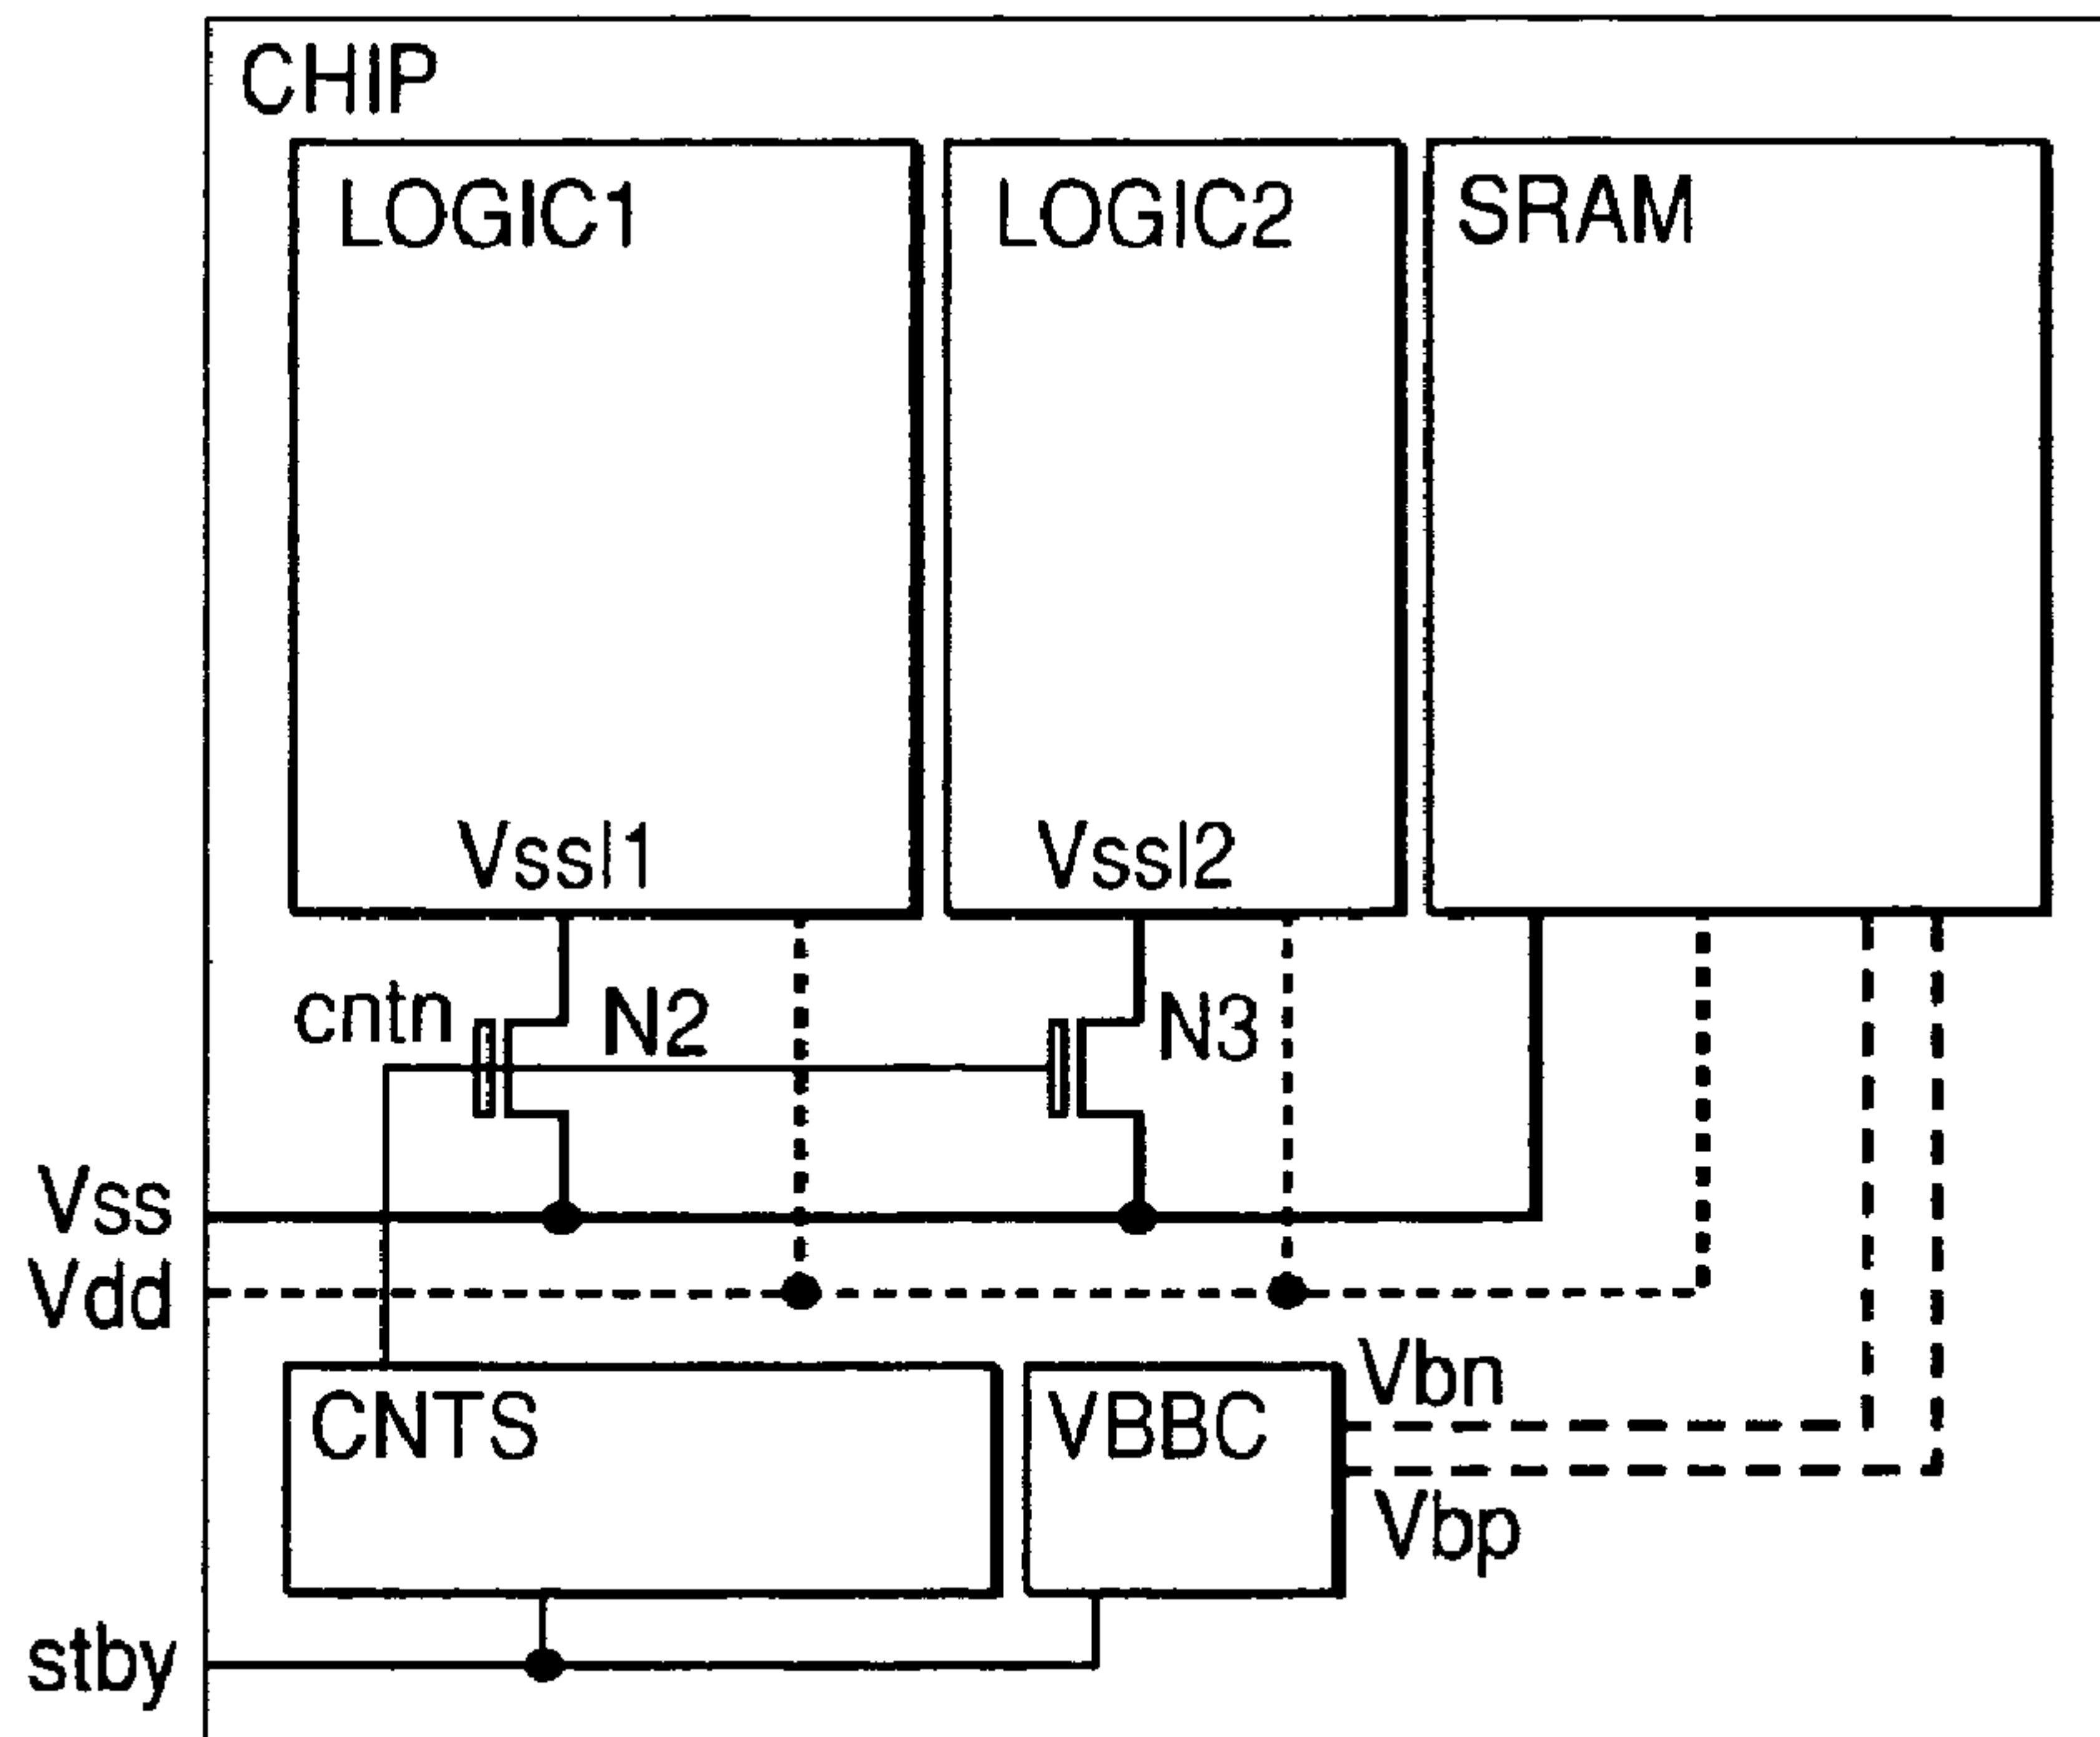 CHIP
LOGIC1
LOGIC2
SRAM
Vssl1
Vssl2
cntn
N2
N3
Vss
Vdd
CNTS
VBBC
Vbn
Vbp
stby